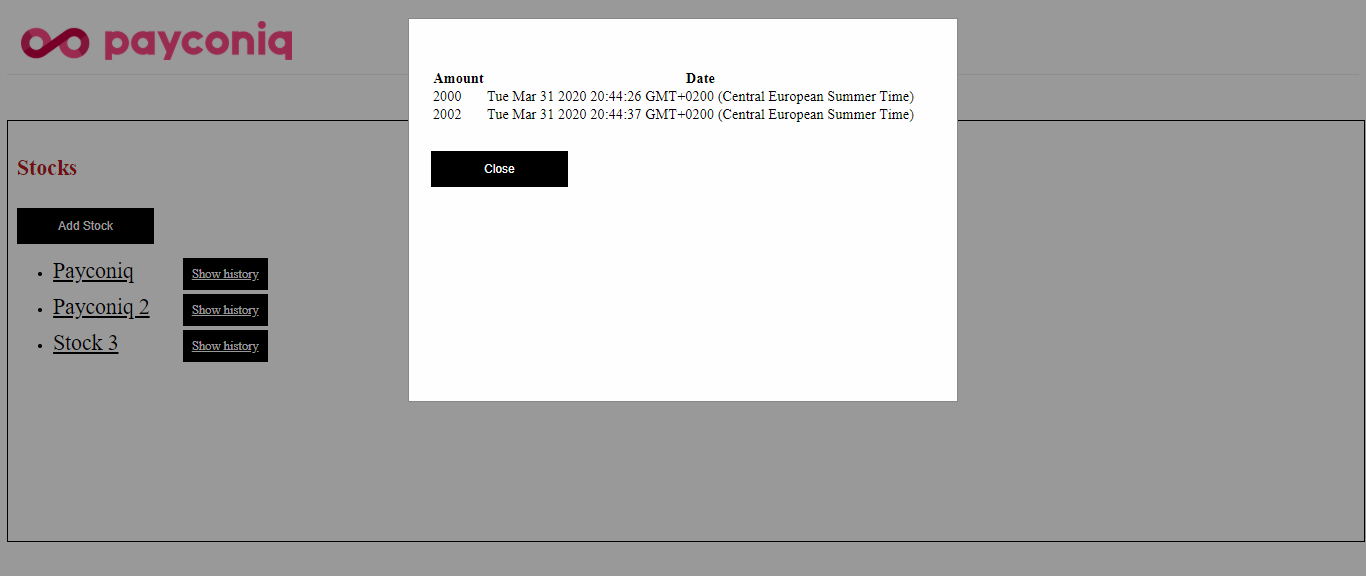 payconiq
Amount Date
2000 Tue Mar 31 2020 20:44:26 GMT+0200 (Central European Summer Time)
2002 Tue Mar 31 2020 20:44:37 GMT+0200 (Central European Summer Time)
Close
Stocks
Add Stock
Payconiq Show history
Payconiq 2 Show history
Stock 3 Show history